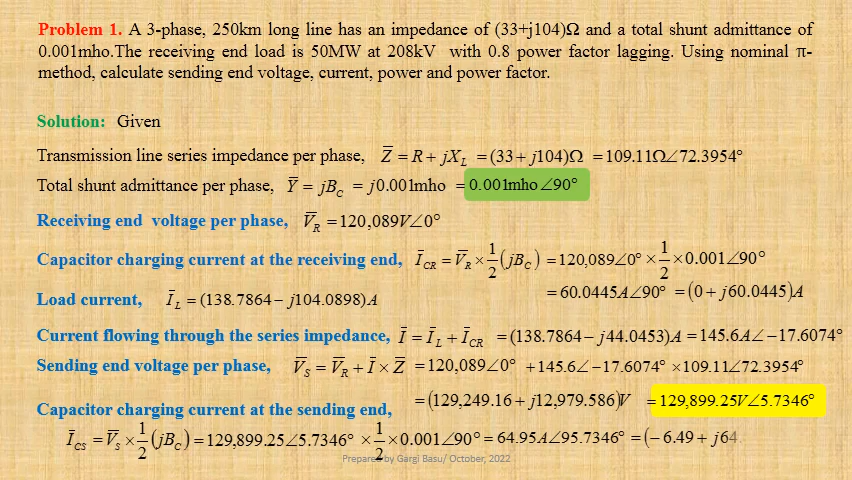 Problem 1. A 3-phase, 250km long line has an impedance of (33+j104)Ω and a total shunt admittance of
0.001mho.The receiving end load is 50MW at 208kV with 0.8 power factor lagging. Using nominal π-
method, calculate sending end voltage, current, power and power factor.
Solution: Given
Transmission line series impedance per phase, Z̅ = R + jX_L = (33 + j104)Ω = 109.11Ω∠72.3954°
Total shunt admittance per phase, Y̅ = jB_C = j0.001mho = 0.001mho∠90°
Receiving end voltage per phase, V̅_R = 120,089V∠0°
Capacitor charging current at the receiving end, I̅_CR = V̅_R × 1/2 (jB_C) = 120,089∠0° × 1/2 × 0.001∠90°
= 60.0445A∠90° = (0 + j60.0445)A
Load current, I̅_L = (138.7864 − j104.0898)A
Current flowing through the series impedance, I̅ = I̅_L + I̅_CR = (138.7864 − j44.0453)A = 145.6A∠−17.6074°
Sending end voltage per phase, V̅_S = V̅_R + I̅ × Z̅ = 120,089∠0° + 145.6∠−17.6074° × 109.11∠72.3954°
= (129,249.16 + j12,979.586)V = 129,899.25V∠5.7346°
Capacitor charging current at the sending end,
I̅_CS = V̅_S × 1/2 (jB_C) = 129,899.25∠5.7346° × 1/2 × 0.001∠90° = 64.95A∠95.7346° = (−6.49 + j64.
Prepared by Gargi Basu/ October, 2022